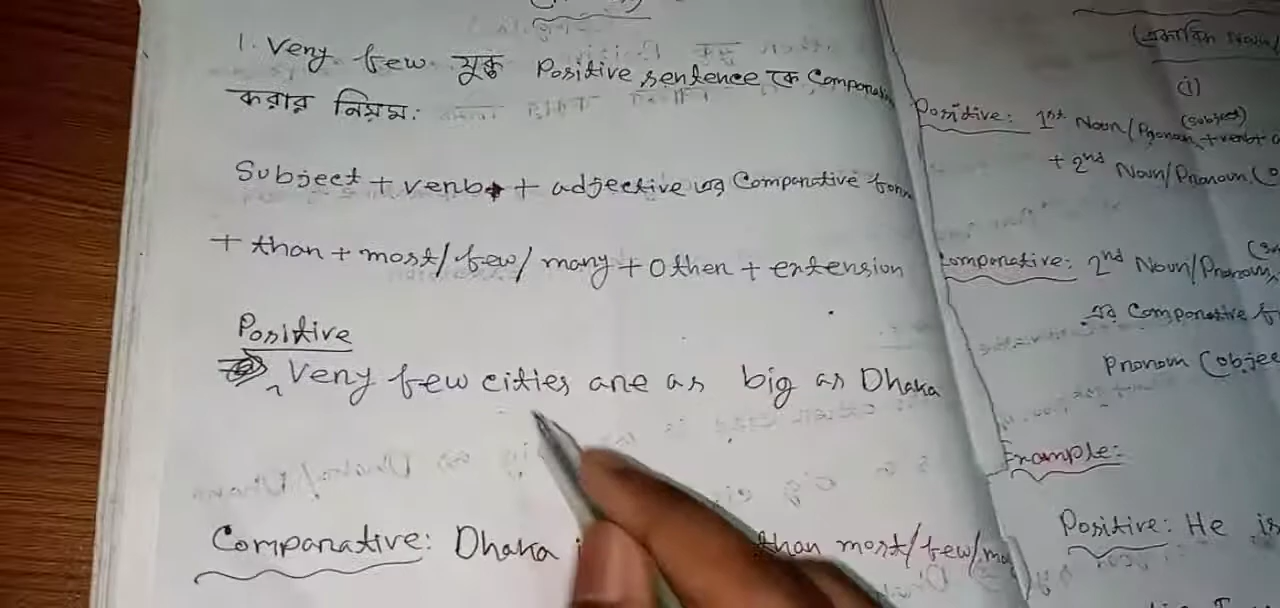 1. Very few যুক্ত Positive sentence কে Comparative
করার নিয়ম:
Subject + verb + adjective এর Comparative form
+ than + most/few/many + other + extension
Positive
Very few cities are as big as Dhaka
Comparative: Dhaka than most/few/
(একাধিক Noun/
(i)
(Subject)
Positive: 1st Noun/Pronoun + verb +
+ 2nd Noun/Pronoun (
Comparative: 2nd Noun/Pronoun
এর Comparative
Pronoun (
Example:
Positive: He is